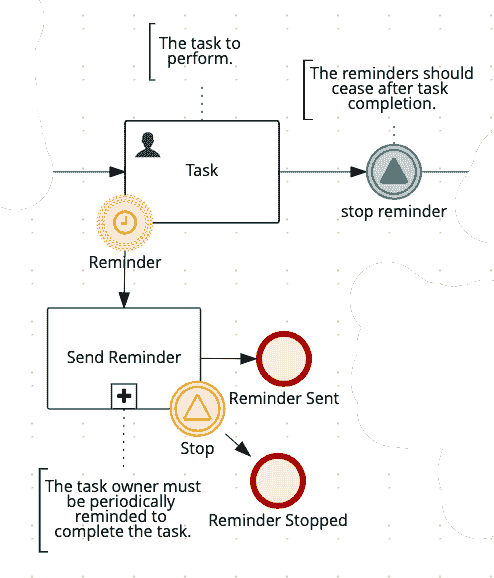 The task to
perform.
The reminders should
cease after task
completion.
Task
stop reminder
Reminder
Send Reminder
Reminder Sent
Stop
Reminder Stopped
The task owner must
be periodically
reminded to
complete the task.